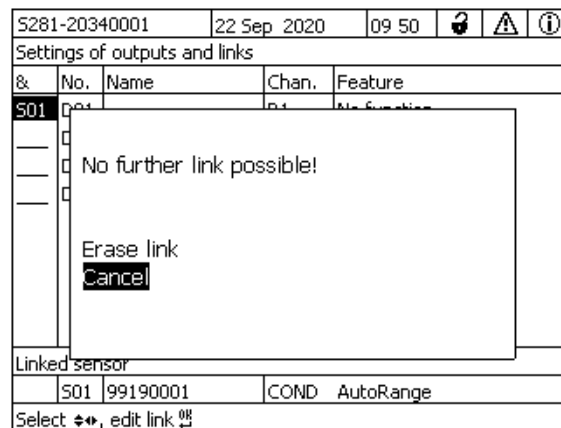 S281-20340001 22 Sep 2020 09 50
Settings of outputs and links
& No. Name Chan. Feature
S01
No further link possible!
Erase link
Cancel
Linked sensor
S01 99190001 COND AutoRange
Select , edit link OK